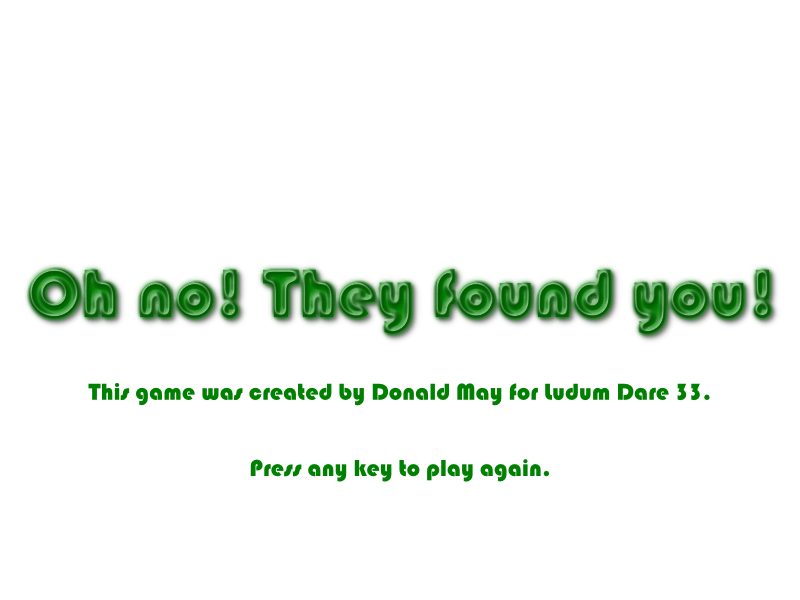 Oh no! They found you!
This game was created by Donald May for Ludum Dare 33.
Press any key to play again.